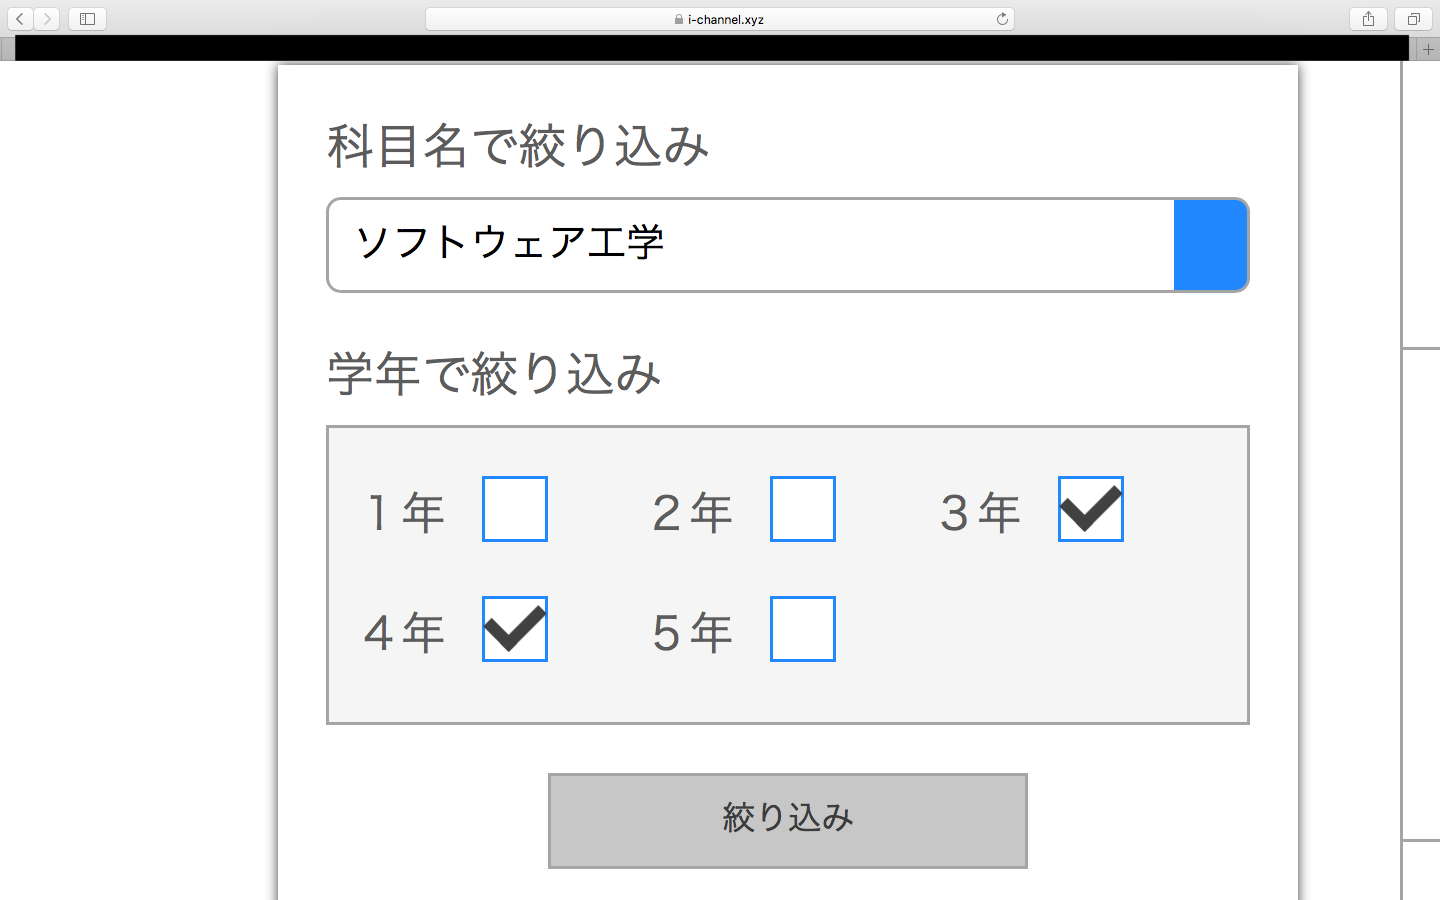 i-channel.xyz
科目名で絞り込み
ソフトウェア工学
学年で絞り込み
１年 ２年 ３年
４年 ５年
絞り込み